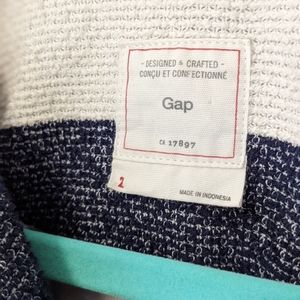 - DESIGNED & CRAFTED -
CONÇU ET CONFECTIONNÉ
Gap
CA 17897
2
MADE IN INDONESIA